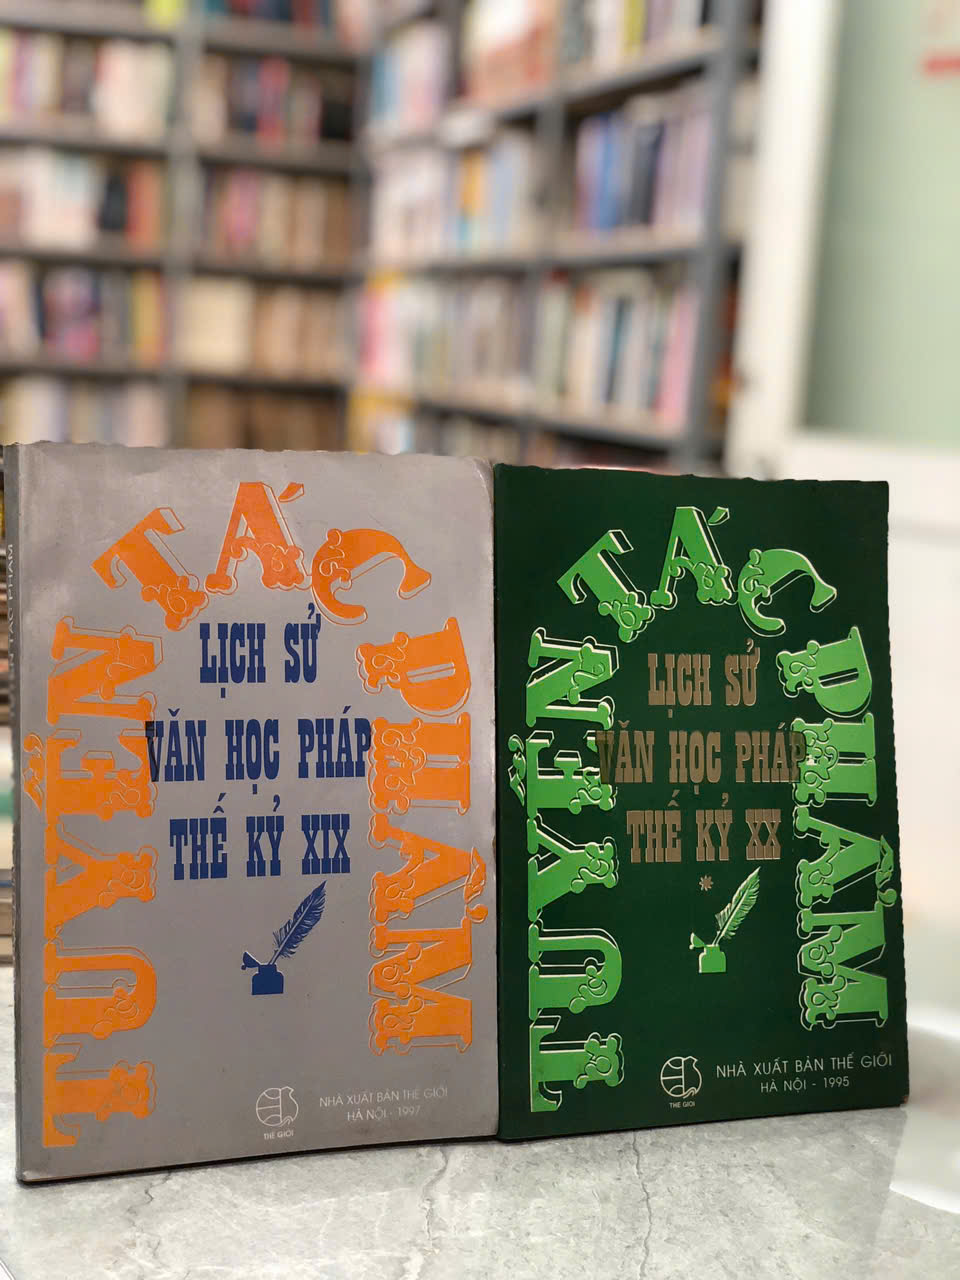 TUYỂN TÁC PHẨM
LỊCH SỬ
VĂN HỌC PHÁP
THẾ KỶ XIX
THẾ GIỚI
NHÀ XUẤT BẢN THẾ GIỚI
HÀ NỘI - 1997
TUYỂN TÁC PHẨM
LỊCH SỬ
VĂN HỌC PHÁP
THẾ KỶ XX
*
THẾ GIỚI
NHÀ XUẤT BẢN THẾ GIỚI
HÀ NỘI - 1995